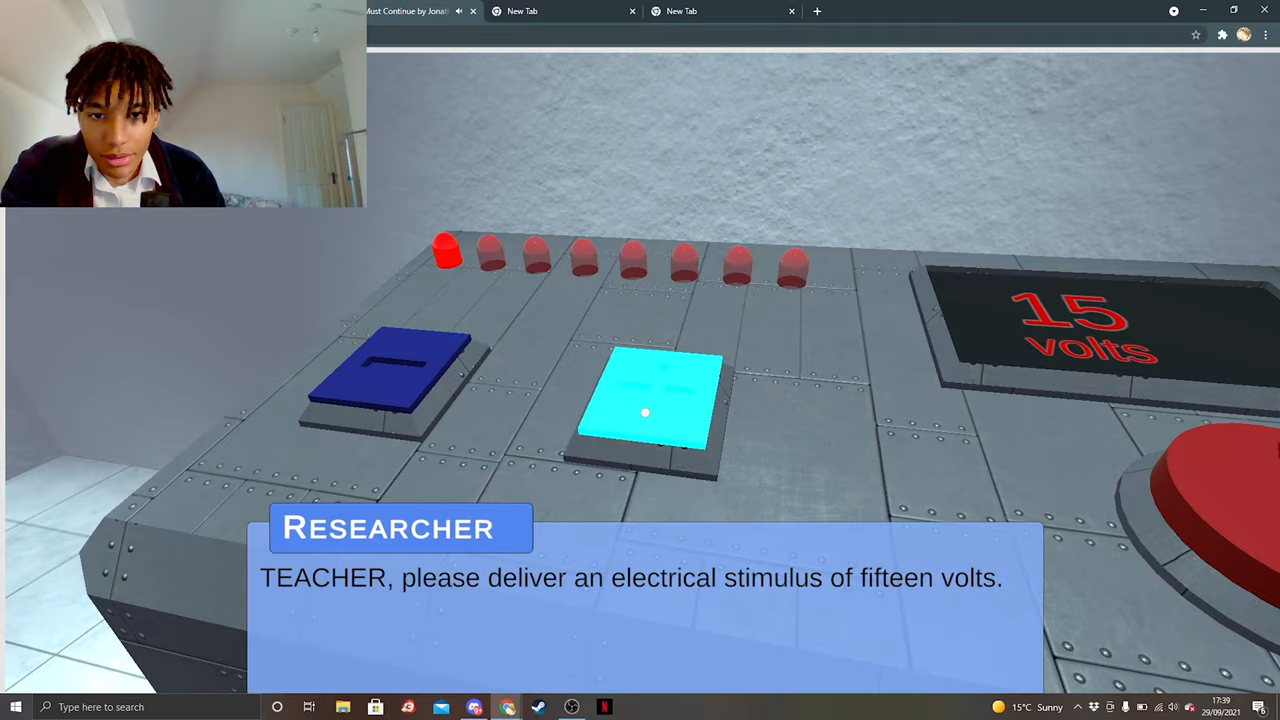 Must Continue by Jonat
New Tab
New Tab
15
volts
RESEARCHER
TEACHER, please deliver an electrical stimulus of fifteen volts.
Type here to search
15°C Sunny
17:39
29/09/2021